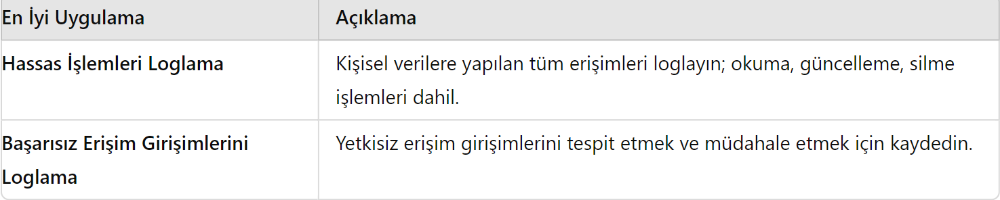 En İyi Uygulama
Açıklama
Hassas İşlemleri Loglama
Kişisel verilere yapılan tüm erişimleri loglayın; okuma, güncelleme, silme
işlemleri dahil.
Başarısız Erişim Girişimlerini
Loglama
Yetkisiz erişim girişimlerini tespit etmek ve müdahale etmek için kaydedin.